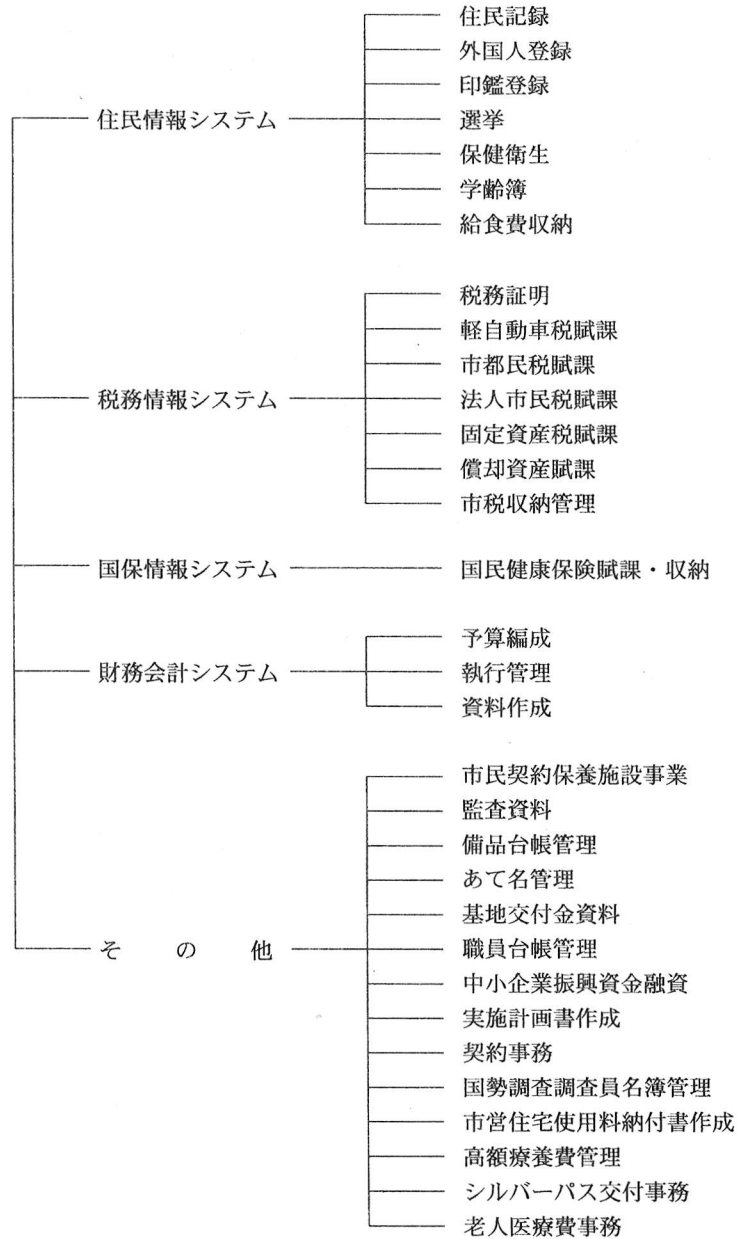 住民情報システム
住民記録
外国人登録
印鑑登録
選挙
保健衛生
学齢簿
給食費収納
税務情報システム
税務証明
軽自動車税賦課
市都民税賦課
法人市民税賦課
固定資産税賦課
償却資産賦課
市税収納管理
国保情報システム
国民健康保険賦課・収納
財務会計システム
予算編成
執行管理
資料作成
その他
市民契約保養施設事業
監査資料
備品台帳管理
あて名管理
基地交付金資料
職員台帳管理
中小企業振興資金融資
実施計画書作成
契約事務
国勢調査調査員名簿管理
市営住宅使用料納付書作成
高額療養費管理
シルバーパス交付事務
老人医療費事務